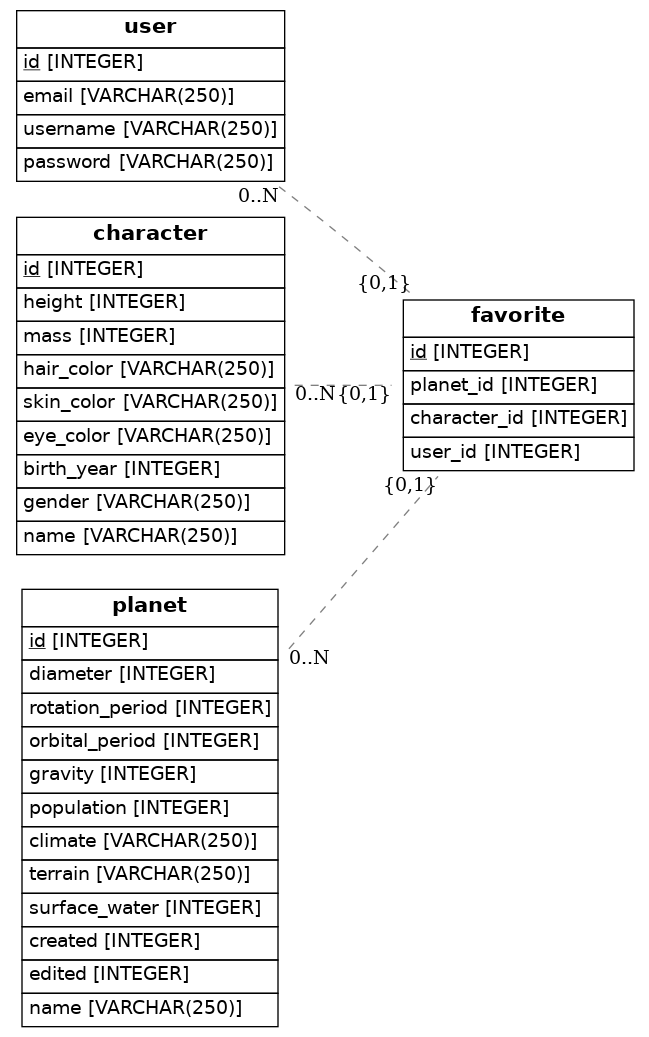 user
id [INTEGER]
email [VARCHAR(250)]
username [VARCHAR(250)]
password [VARCHAR(250)]
0..N
{0,1}
character
id [INTEGER]
height [INTEGER]
mass [INTEGER]
hair_color [VARCHAR(250)]
skin_color [VARCHAR(250)]
eye_color [VARCHAR(250)]
birth_year [INTEGER]
gender [VARCHAR(250)]
name [VARCHAR(250)]
0..N {0,1}
favorite
id [INTEGER]
planet_id [INTEGER]
character_id [INTEGER]
user_id [INTEGER]
{0,1}
0..N
planet
id [INTEGER]
diameter [INTEGER]
rotation_period [INTEGER]
orbital_period [INTEGER]
gravity [INTEGER]
population [INTEGER]
climate [VARCHAR(250)]
terrain [VARCHAR(250)]
surface_water [INTEGER]
created [INTEGER]
edited [INTEGER]
name [VARCHAR(250)]